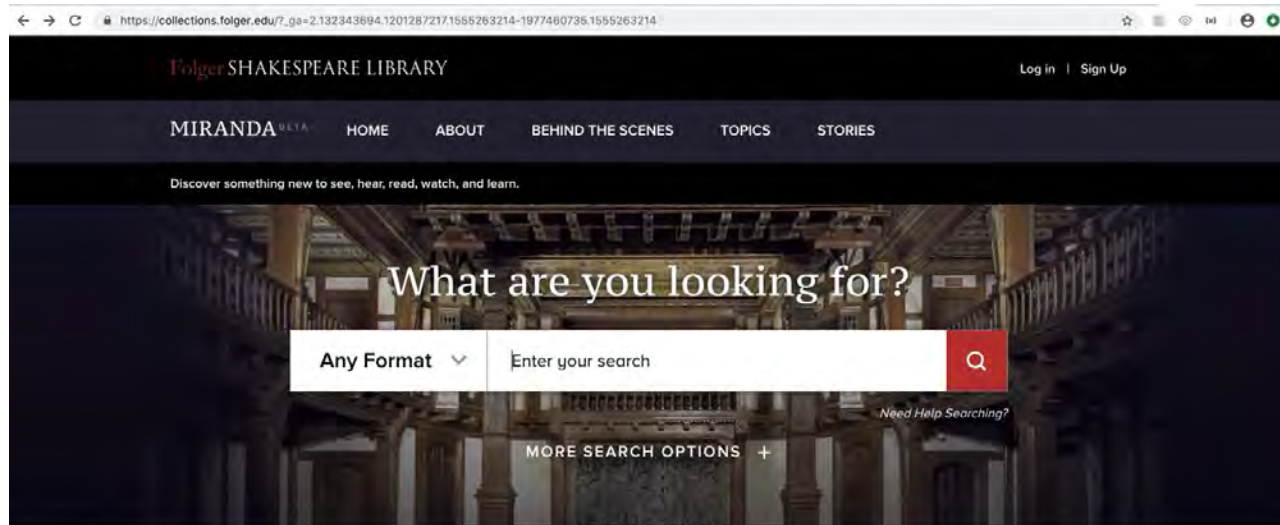 https://collections.folger.edu/?_ga=2.132343694.1201287217.1555263214-1977460735.1555263214
Folger SHAKESPEARE LIBRARY
Log in | Sign Up
MIRANDA BETA HOME ABOUT BEHIND THE SCENES TOPICS STORIES
Discover something new to see, hear, read, watch, and learn.
What are you looking for?
Any Format Enter your search
Need Help Searching?
MORE SEARCH OPTIONS +